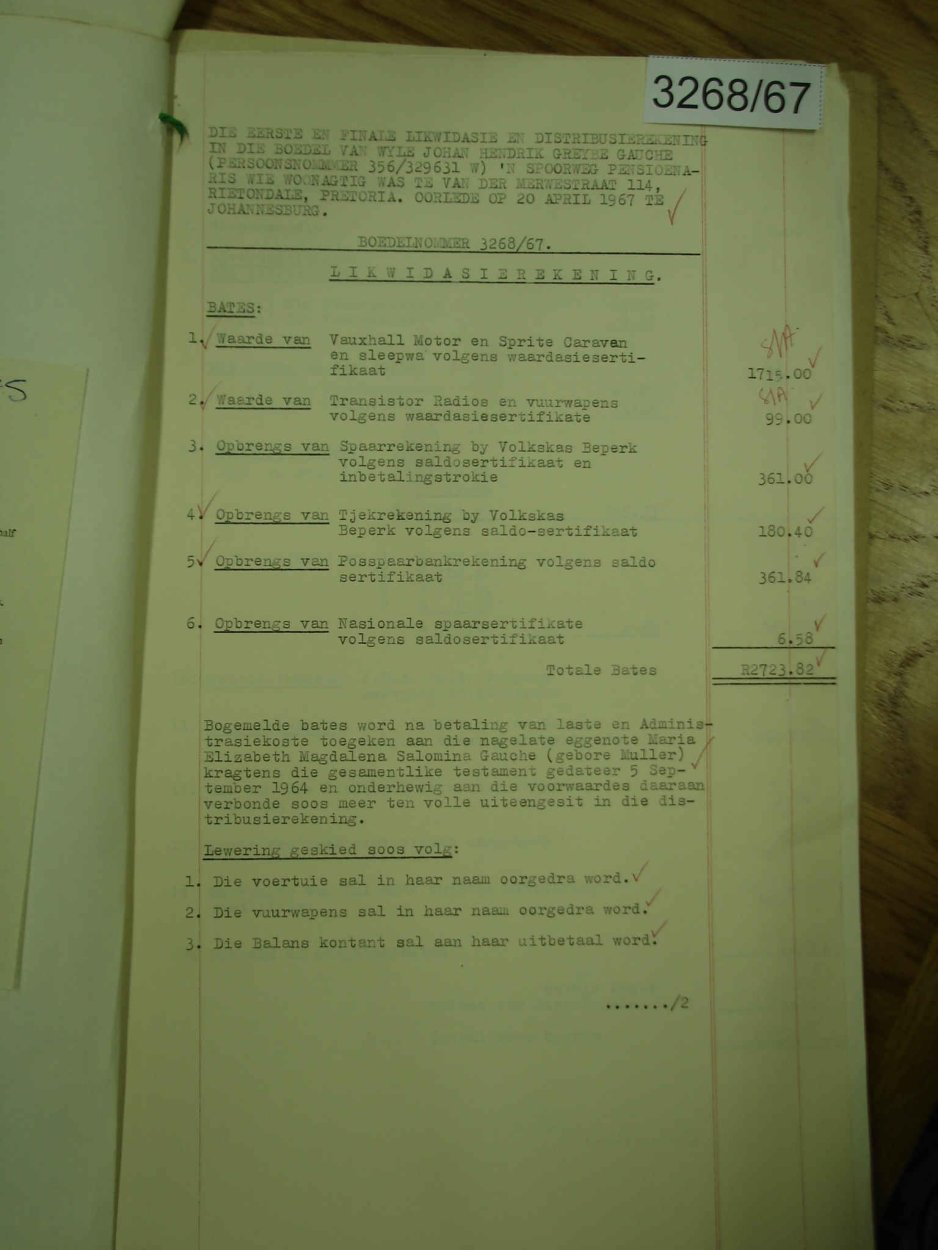 3268/67
DIE EERSTE EN FINALE LIKWIDASIE EN DISTRIBUSIEREKENING
IN DIE BOEDEL VAN WYLE JOHAN HENDRIK GREYBE GAUCHE
(PERSOONSNOMMER 356/329631 W) 'N SPOORWEG PENSIOENA-
RIS WIE WOONAGTIG WAS TE VAN DER MERWESTRAAT 114,
RIETONDALE, PRETORIA. OORLEDE OP 20 APRIL 1967 TE
JOHANNESBURG.
BOEDELNOMMER 3268/67.
L I K W I D A S I E R E K E N I N G.
BATES:
1. Waarde van Vauxhall Motor en Sprite Caravan
en sleepwa volgens waardasieserti-
fikaat 1715.00
2. Waarde van Transistor Radios en vuurwapens
volgens waardasiesertifikate 99.00
3. Opbrengs van Spaarrekening by Volkskas Beperk
volgens saldosertifikaat en
inbetalingstrokie 361.00
4. Opbrengs van Tjekrekening by Volkskas
Beperk volgens saldo-sertifikaat 180.40
5. Opbrengs van Posspaarbankrekening volgens saldo
sertifikaat 361.84
6. Opbrengs van Nasionale spaarsertifikate
volgens saldosertifikaat 6.58
Totale Bates R2723.82
Bogemelde bates word na betaling van laste en Adminis-
trasiekoste toegeken aan die nagelate eggenote Maria
Elizabeth Magdalena Salomina Gauche (gebore Muller)
kragtens die gesamentlike testament gedateer 5 Sep-
tember 1964 en onderhewig aan die voorwaardes daaraan
verbonde soos meer ten volle uiteengesit in die dis-
tribusierekening.
Lewering geskied soos volg:
1. Die voertuie sal in haar naam oorgedra word.
2. Die vuurwapens sal in haar naam oorgedra word.
3. Die Balans kontant sal aan haar uitbetaal word.
......./2